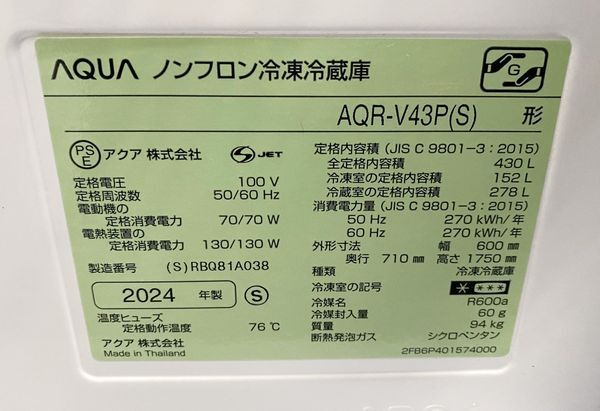 AQUA ノンフロン冷凍冷蔵庫
G
AQR-V43P(S) 形
PS
E
アクア 株式会社
S JET
定格電圧 100 V
定格周波数 50/60 Hz
電動機の
定格消費電力 70/70 W
電熱装置の
定格消費電力 130/130 W
製造番号 (S)RBQ81A038
2024 年製 S
温度ヒューズ
定格動作温度 76℃
アクア 株式会社
Made in Thailand
定格内容積 (JIS C 9801-3:2015)
全定格内容積 430 L
冷凍室の定格内容積 152 L
冷蔵室の定格内容積 278 L
消費電力量 (JIS C 9801-3:2015)
50 Hz 270 kWh/年
60 Hz 270 kWh/年
外形寸法 幅 600 mm
奥行 710 mm 高さ 1750 mm
種類 冷凍冷蔵庫
冷凍室の記号 * ***
冷媒名 R600a
冷媒封入量 60 g
質量 94 kg
断熱発泡ガス シクロペンタン
2FB6P401574000